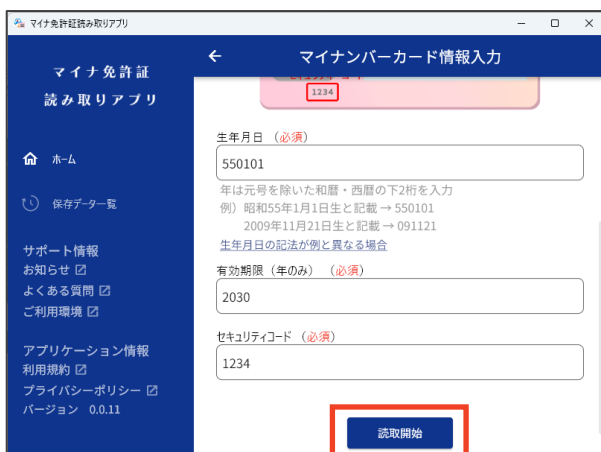 マイナ免許証読み取りアプリ
マイナ免許証
読み取りアプリ
ホーム
保存データ一覧
サポート情報
お知らせ
よくある質問
ご利用環境
アプリケーション情報
利用規約
プライバシーポリシー
バージョン 0.0.11
マイナンバーカード情報入力
1234
生年月日 (必須)
550101
年は元号を除いた和暦・西暦の下2桁を入力
例）昭和55年1月1日生と記載 → 550101
2009年11月21日生と記載 → 091121
生年月日の記法が例と異なる場合
有効期限（年のみ） (必須)
2030
セキュリティコード (必須)
1234
読取開始